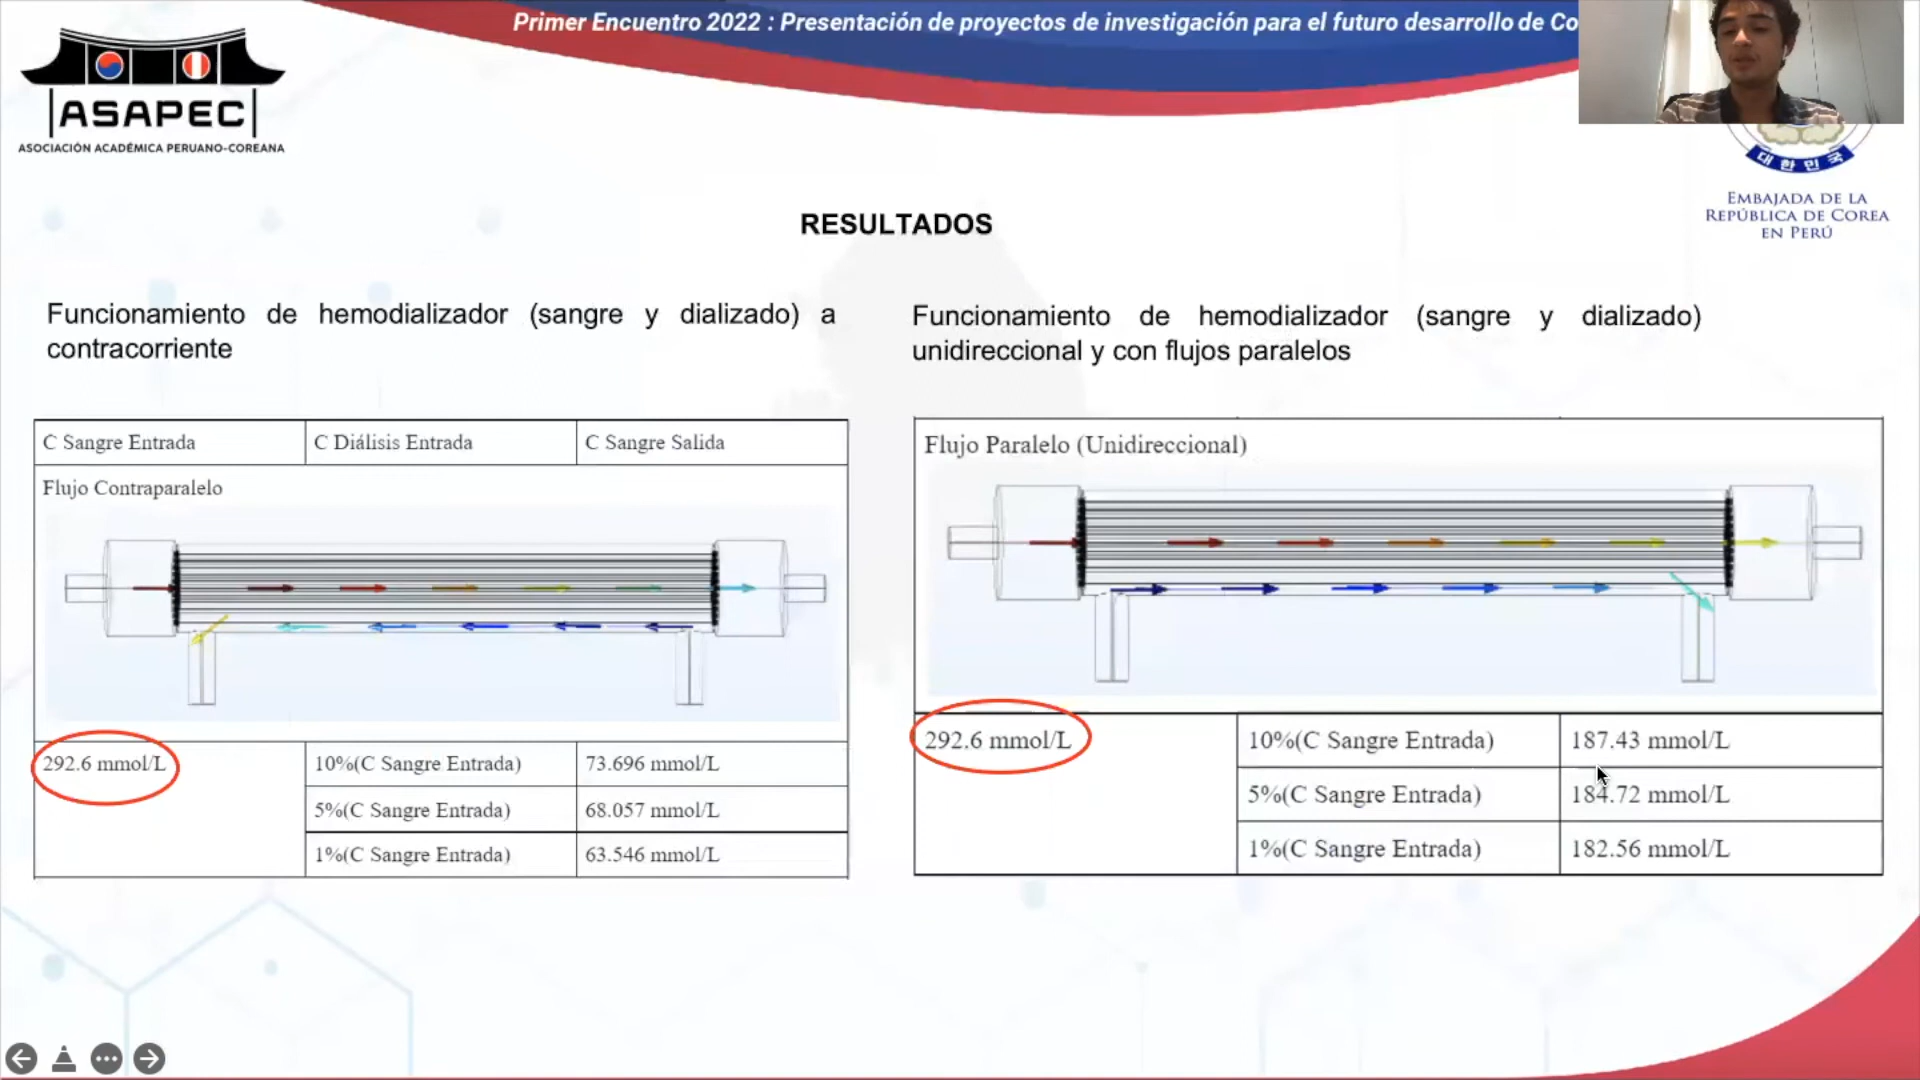 Primer Encuentro 2022 : Presentación de proyectos de investigación para el futuro desarrollo de Co
ASAPEC
ASOCIACIÓN ACADÉMICA PERUANO-COREANA
대한민국
EMBAJADA DE LA
REPÚBLICA DE COREA
EN PERÚ
RESULTADOS
Funcionamiento de hemodializador (sangre y dializado) a
contracorriente
C Sangre Entrada
C Diálisis Entrada
C Sangre Salida
Flujo Contraparalelo
292.6 mmol/L
10%(C Sangre Entrada)
73.696 mmol/L
5%(C Sangre Entrada)
68.057 mmol/L
1%(C Sangre Entrada)
63.546 mmol/L
Funcionamiento de hemodializador (sangre y dializado)
unidireccional y con flujos paralelos
Flujo Paralelo (Unidireccional)
292.6 mmol/L
10%(C Sangre Entrada)
187.43 mmol/L
5%(C Sangre Entrada)
184.72 mmol/L
1%(C Sangre Entrada)
182.56 mmol/L